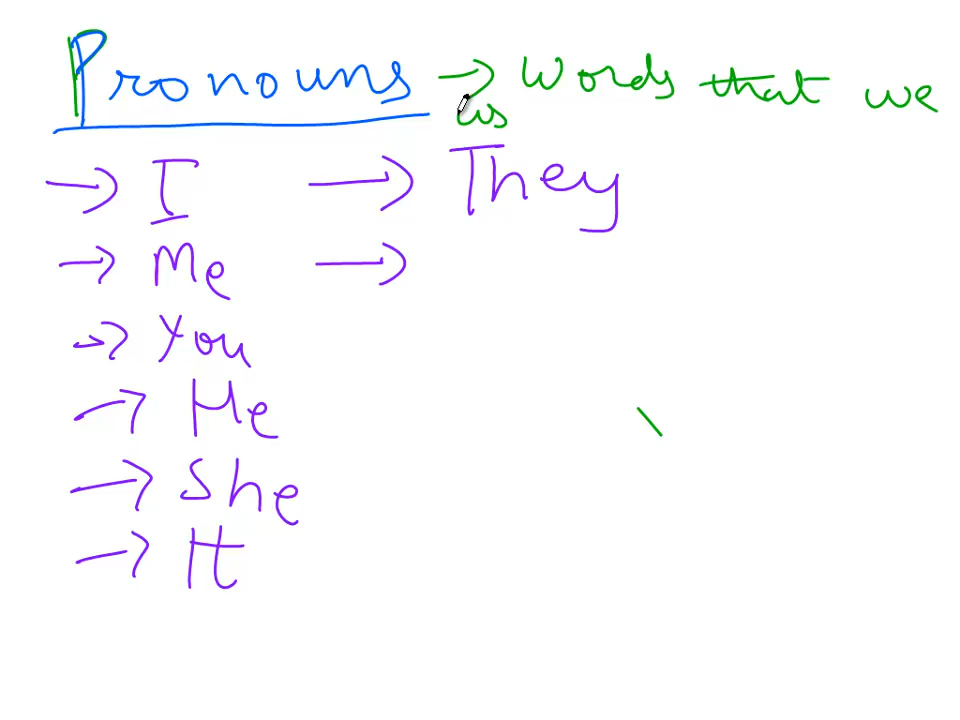 Pronouns → Words that we
us
→ I → They
→ Me →
→ You
→ He
→ She
→ It